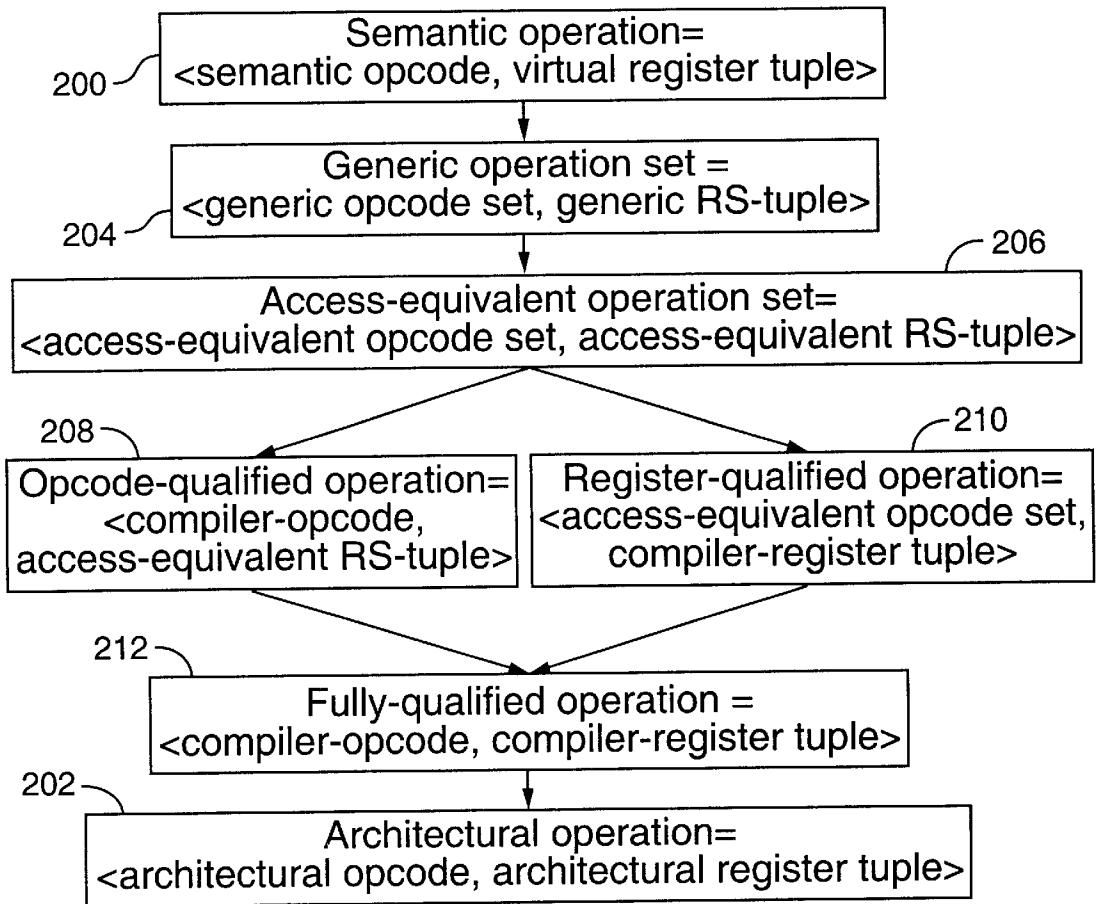 Semantic operation=
<semantic opcode, virtual register tuple>
200
Generic operation set =
<generic opcode set, generic RS-tuple>
204
206
Access-equivalent operation set=
<access-equivalent opcode set, access-equivalent RS-tuple>
208
210
Opcode-qualified operation=
<compiler-opcode,
access-equivalent RS-tuple>
Register-qualified operation=
<access-equivalent opcode set,
compiler-register tuple>
212
Fully-qualified operation =
<compiler-opcode, compiler-register tuple>
202
Architectural operation=
<architectural opcode, architectural register tuple>